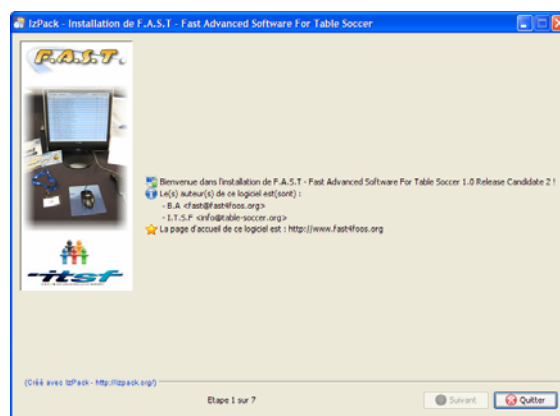 IzPack - Installation de F.A.S.T - Fast Advanced Software For Table Soccer
F.A.S.T.
Bienvenue dans l'installation de F.A.S.T - Fast Advanced Software For Table Soccer 1.0 Release Candidate 2 !
Le(s) auteur(s) de ce logiciel est(sont) :
- B.A <fast@fast4foos.org>
- I.T.S.F <info@table-soccer.org>
La page d'accueil de ce logiciel est : http://www.fast4foos.org
itsf
(Créé avec IzPack - http://izpack.org/)
Etape 1 sur 7
Suivant
Quitter